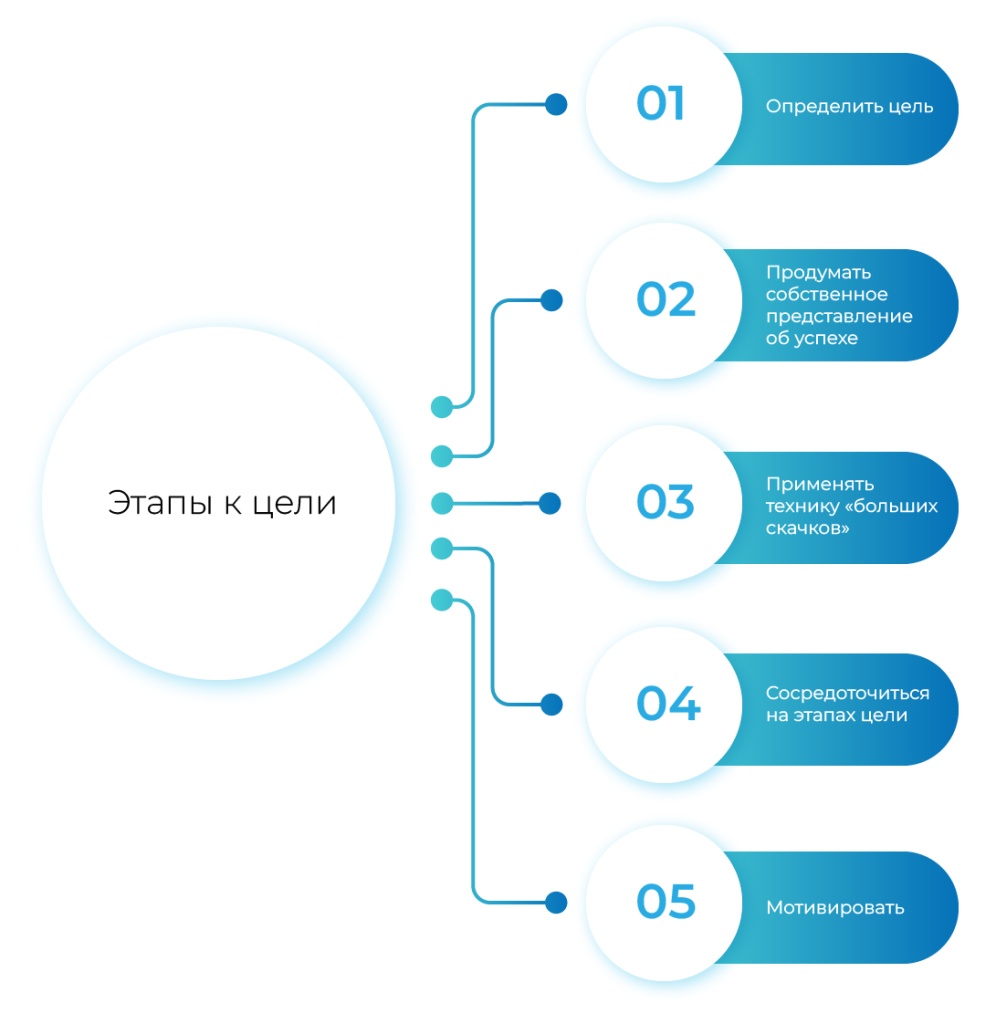 Этапы к цели
01
Определить цель
02
Продумать
собственное
представление
об успехе
03
Применять
технику «больших
скачков»
04
Сосредоточиться
на этапах цели
05
Мотивировать